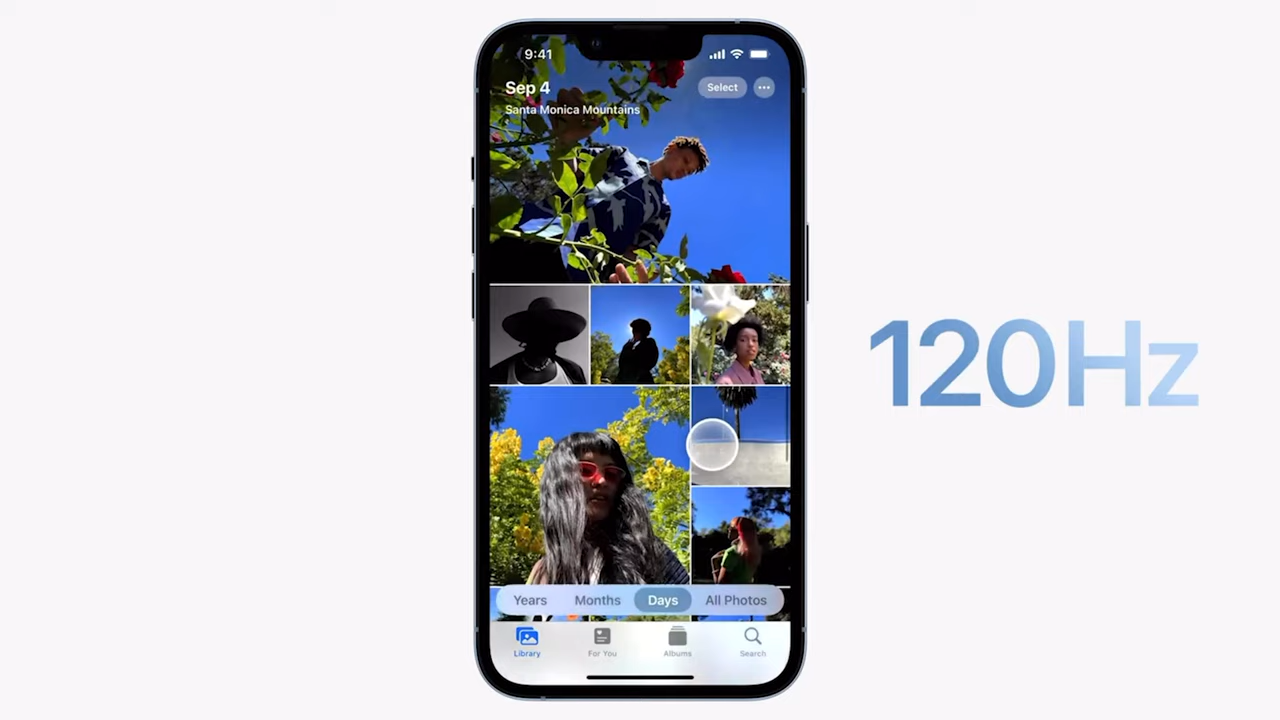 9:41
Sep 4
Select
Santa Monica Mountains
120Hz
Years Months Days All Photos
Library For You Albums Search